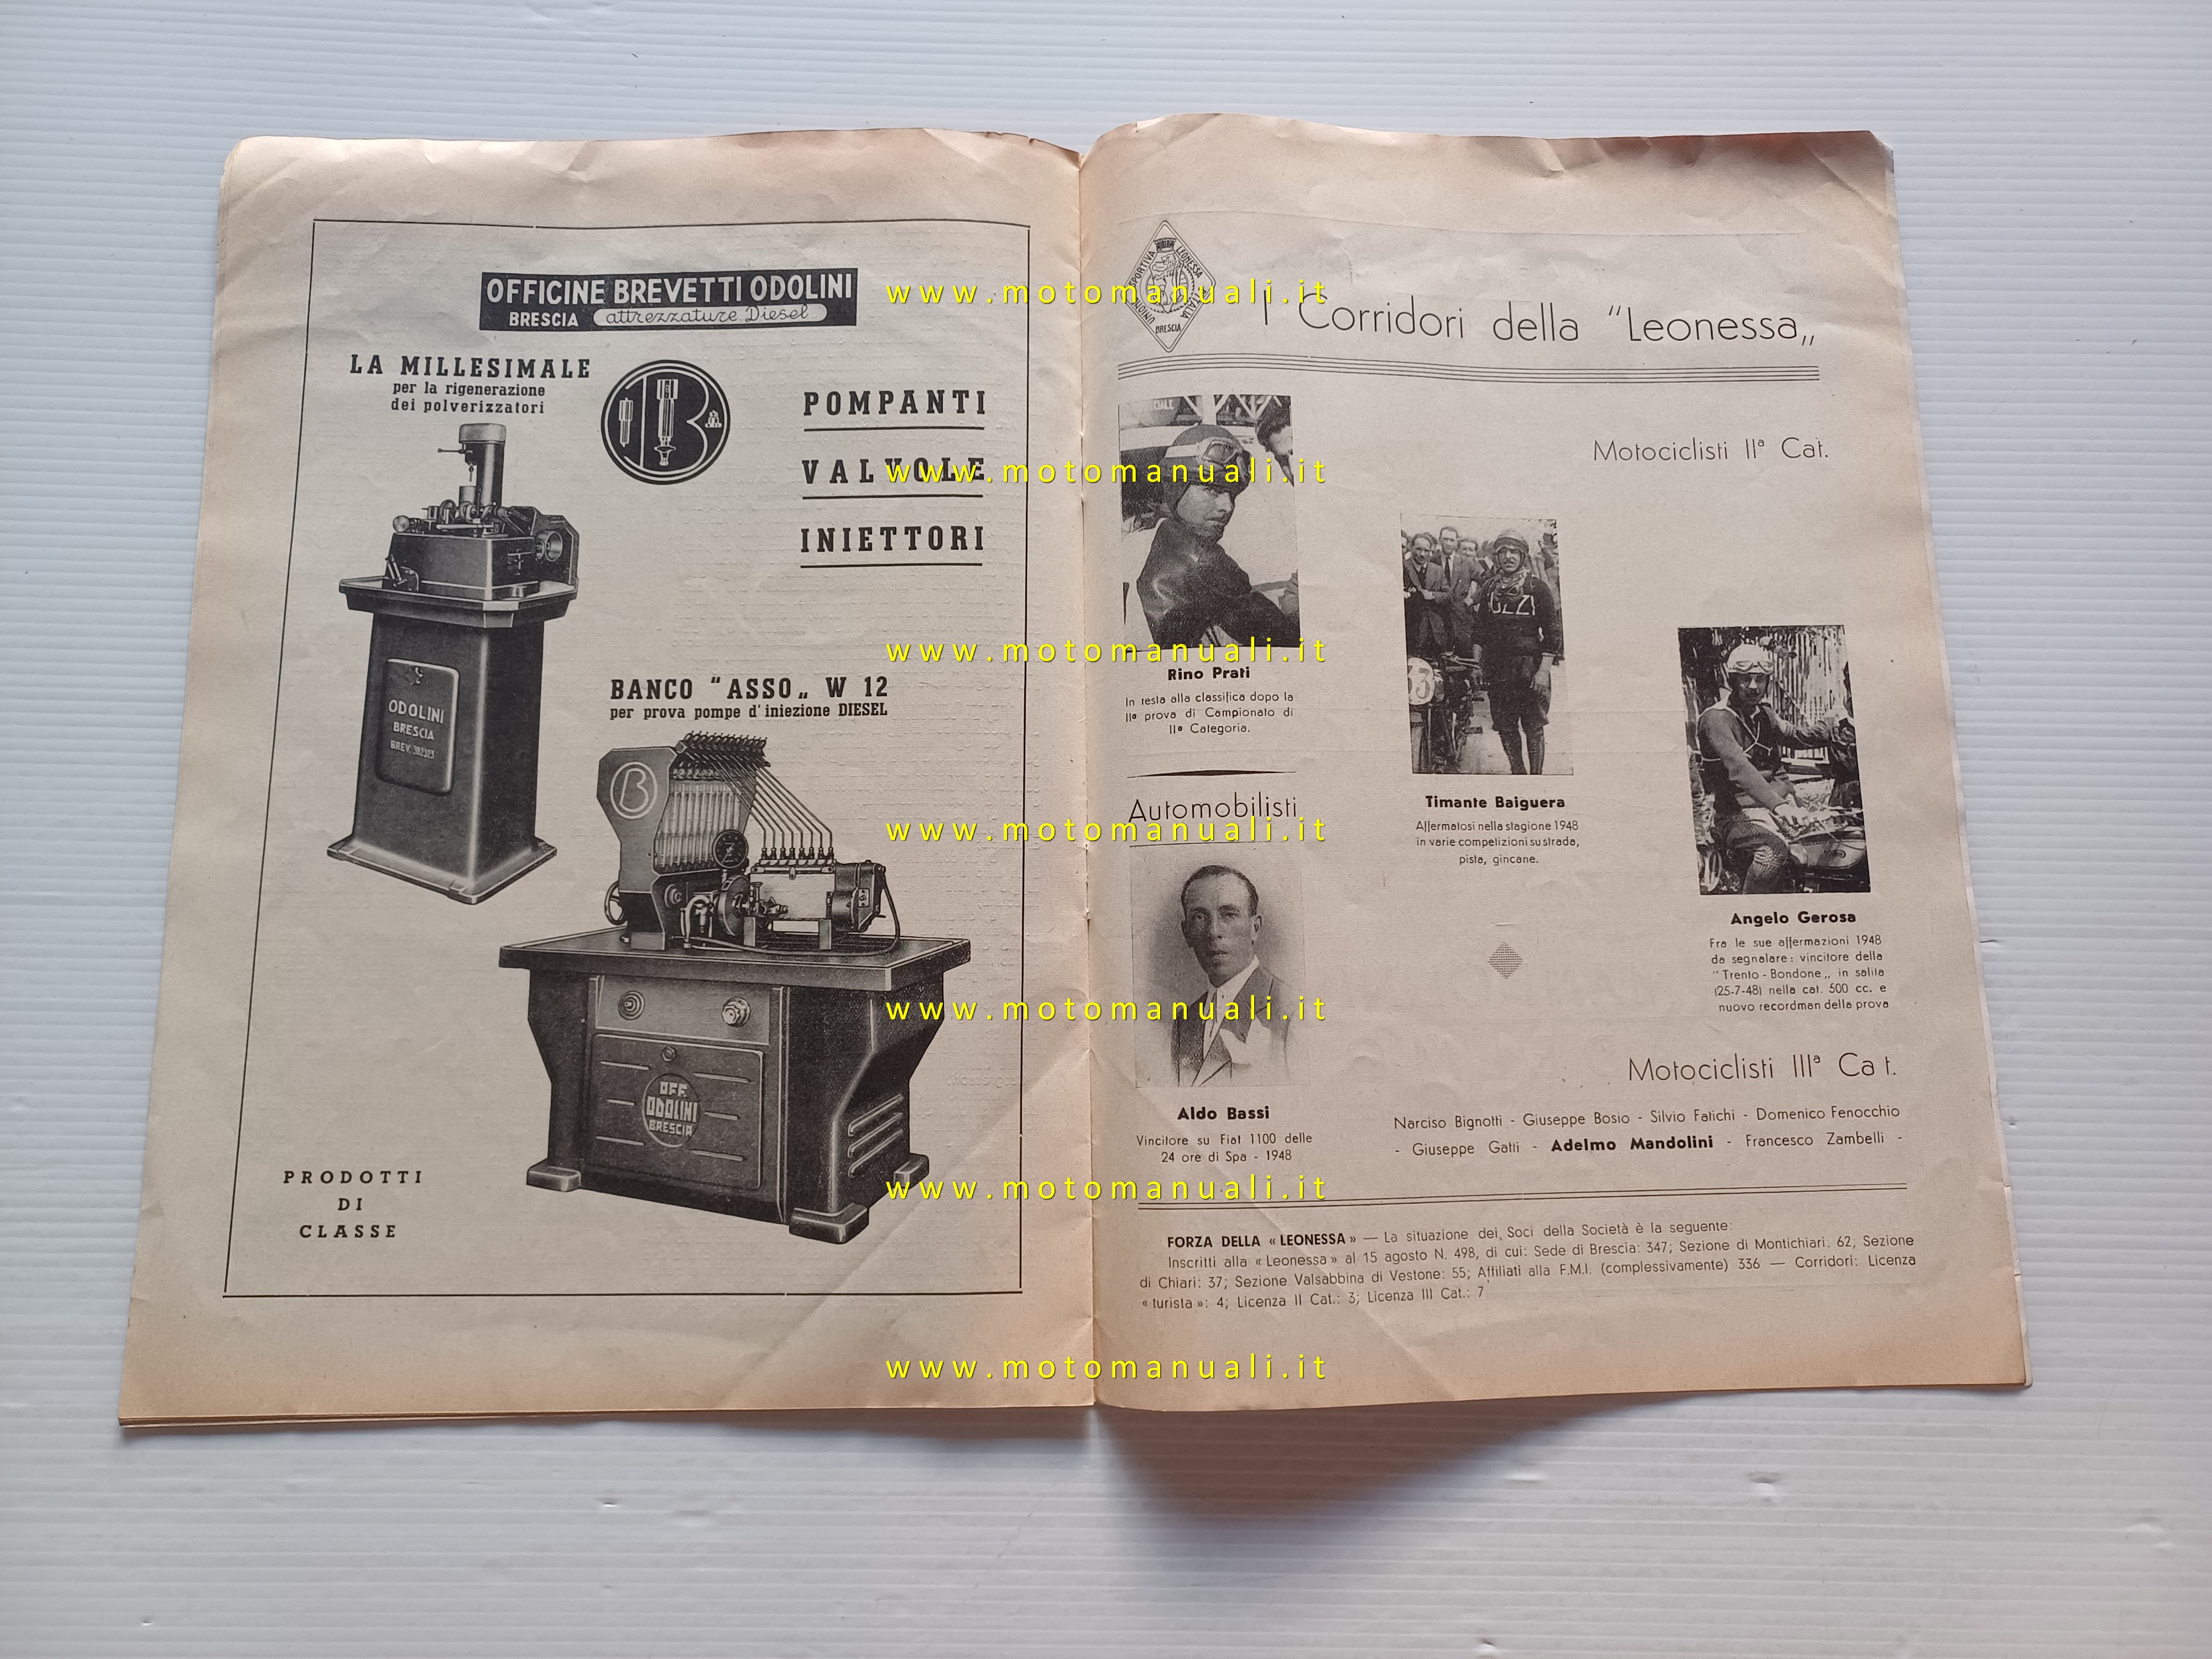 OFFICINE BREVETTI ODOLINI
BRESCIA attrezzature Diesel
LA MILLESIMALE
per la rigenerazione
dei polverizzatori
B
POMPANTI
VALVOLE
INIETTORI
ODOLINI
BRESCIA
BREV.
BANCO "ASSO„ W 12
per prova pompe d'iniezione DIESEL
B
OFF.
ODOLINI
BRESCIA
PRODOTTI
DI
CLASSE
UNIONE SPORTIVA LEONESSA D'ITALIA
BRESCIA
I Corridori della "Leonessa„
Motociclisti IIª Cat.
Rino Prati
In testa alla classifica dopo la
IIª prova di Campionato di
IIª Categoria.
Automobilisti
Aldo Bassi
Vincitore su Fiat 1100 delle
24 ore di Spa - 1948
Timante Baiguera
Affermatosi nella stagione 1948
in varie competizioni su strada,
pista, gincane.
Angelo Gerosa
Fra le sue affermazioni 1948
da segnalare: vincitore della
"Trento - Bondone„ in salita
(25-7-48) nella cat. 500 cc. e
nuovo recordman della prova
Motociclisti IIIª Cat.
Narciso Bignotti - Giuseppe Bosio - Silvio Fatichi - Domenico Fenocchio
- Giuseppe Gatti - Adelmo Mandolini - Francesco Zambelli -
FORZA DELLA « LEONESSA » — La situazione dei Soci della Società è la seguente:
Inscritti alla « Leonessa » al 15 agosto N. 498, di cui: Sede di Brescia: 347; Sezione di Montichiari: 62; Sezione
di Chiari: 37; Sezione Valsabbina di Vestone: 55; Affiliati alla F.M.I. (complessivamente) 336 — Corridori: Licenza
« turista »: 4; Licenza II Cat.: 3; Licenza III Cat.: 7
www.motomanuali.it
www.motomanuali.it
www.motomanuali.it
www.motomanuali.it
www.motomanuali.it
www.motomanuali.it
www.motomanuali.it